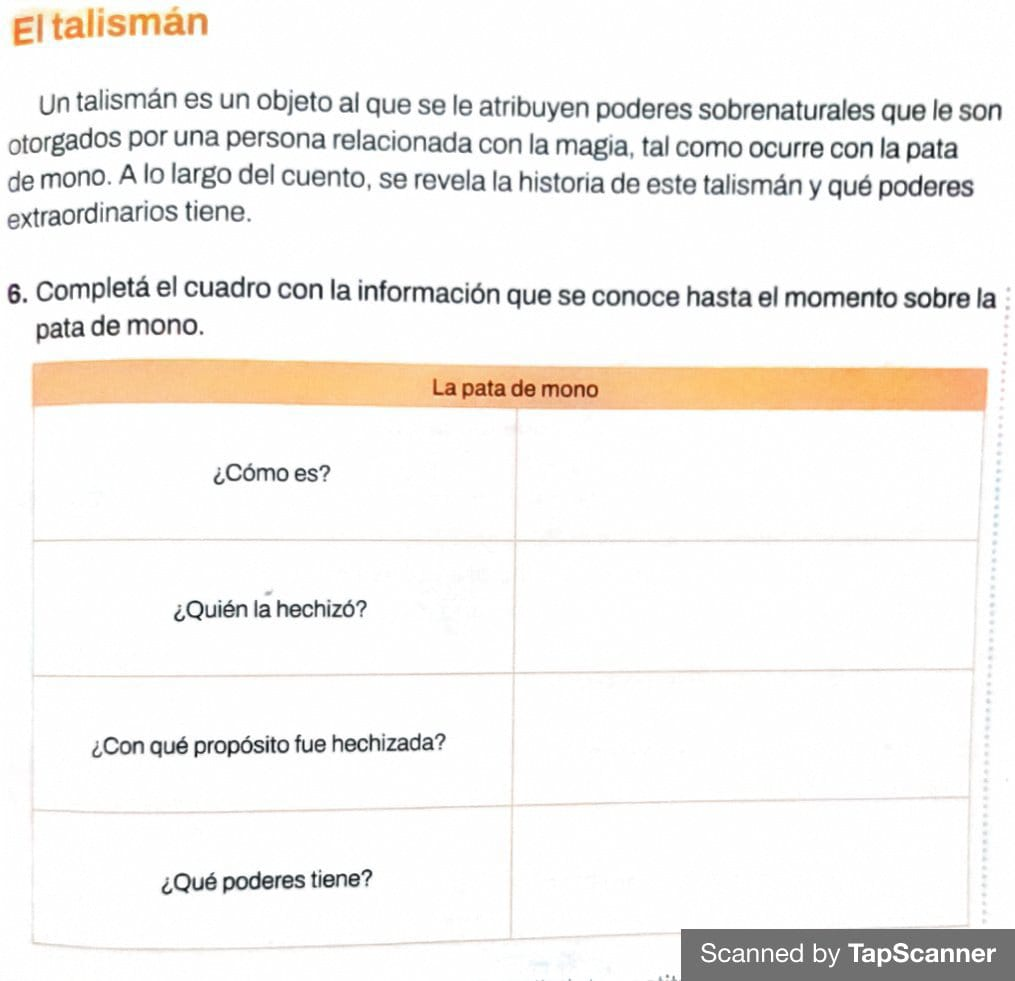 El talismán
Un talismán es un objeto al que se le atribuyen poderes sobrenaturales que le son
otorgados por una persona relacionada con la magia, tal como ocurre con la pata
de mono. A lo largo del cuento, se revela la historia de este talismán y qué poderes
extraordinarios tiene.
6. Completá el cuadro con la información que se conoce hasta el momento sobre la
pata de mono.
La pata de mono
¿Cómo es?
¿Quién la hechizó?
¿Con qué propósito fue hechizada?
¿Qué poderes tiene?
Scanned by TapScanner